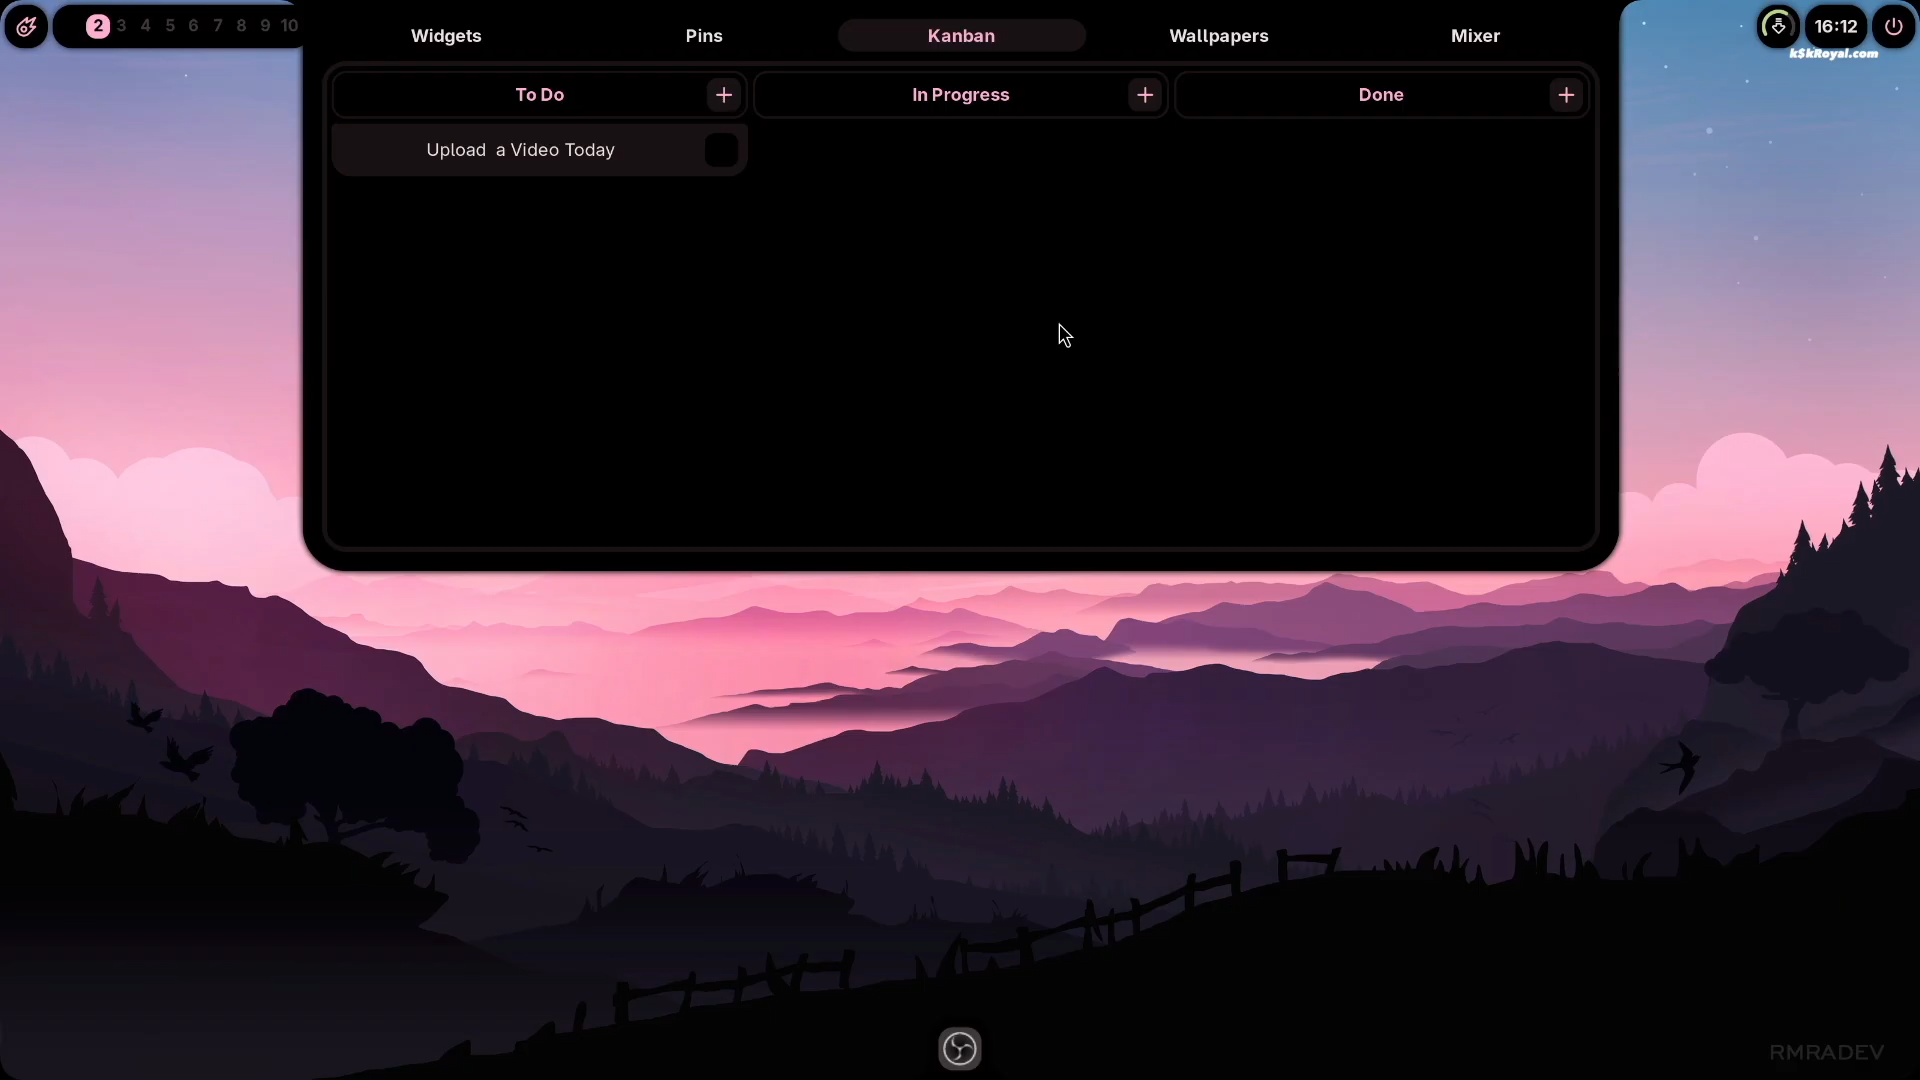 2 3 4 5 6 7 8 9 10
Widgets
Pins
Kanban
Wallpapers
Mixer
16:12
k$kRoyal.com
To Do +
In Progress +
Done +
Upload  a Video Today
RMRADEV